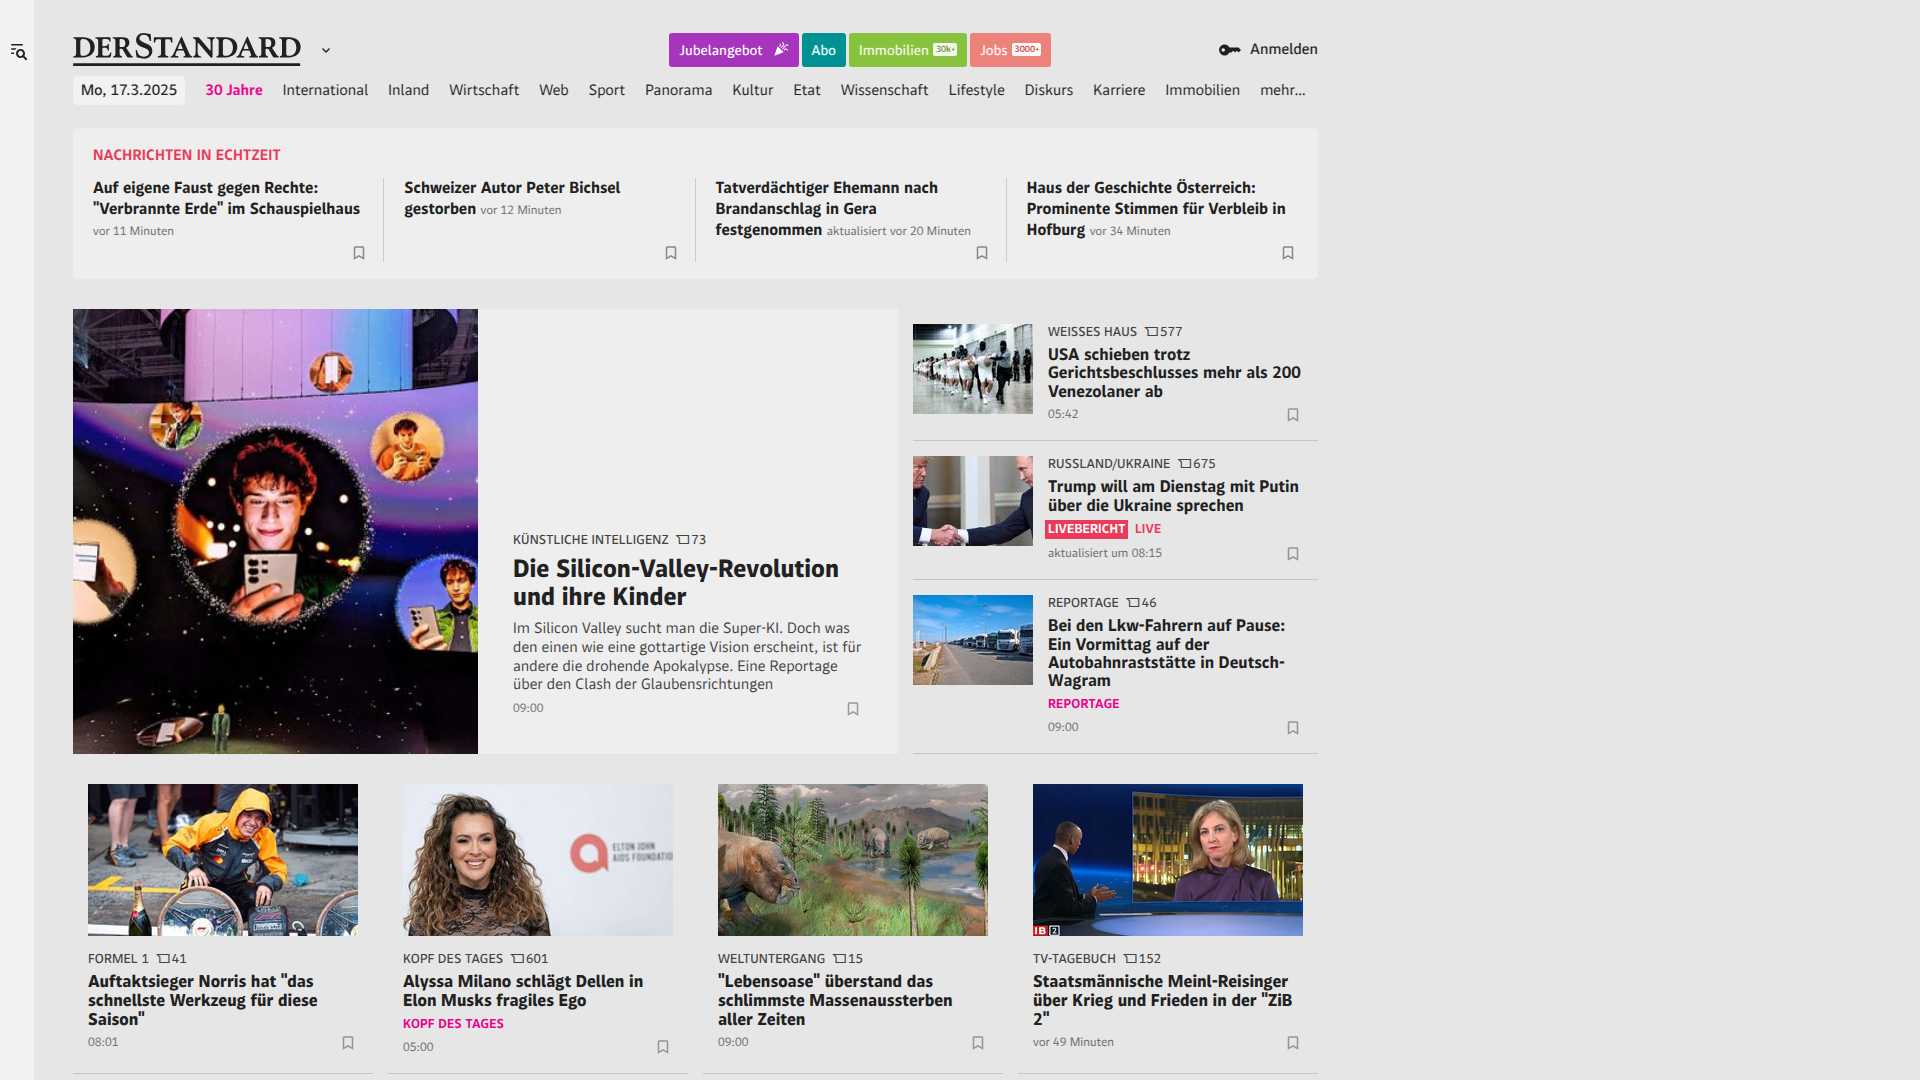 DERSTANDARD
Jubelangebot
Abo
Immobilien 30k+
Jobs 3000+
Anmelden
Mo, 17.3.2025 30 Jahre International Inland Wirtschaft Web Sport Panorama Kultur Etat Wissenschaft Lifestyle Diskurs Karriere Immobilien mehr...
NACHRICHTEN IN ECHTZEIT
Auf eigene Faust gegen Rechte:
"Verbrannte Erde" im Schauspielhaus
vor 11 Minuten
Schweizer Autor Peter Bichsel
gestorben vor 12 Minuten
Tatverdächtiger Ehemann nach
Brandanschlag in Gera
festgenommen aktualisiert vor 20 Minuten
Haus der Geschichte Österreich:
Prominente Stimmen für Verbleib in
Hofburg vor 34 Minuten
KÜNSTLICHE INTELLIGENZ 73
Die Silicon-Valley-Revolution
und ihre Kinder
Im Silicon Valley sucht man die Super-KI. Doch was
den einen wie eine gottartige Vision erscheint, ist für
andere die drohende Apokalypse. Eine Reportage
über den Clash der Glaubensrichtungen
09:00
WEISSES HAUS 577
USA schieben trotz
Gerichtsbeschlusses mehr als 200
Venezolaner ab
05:42
RUSSLAND/UKRAINE 675
Trump will am Dienstag mit Putin
über die Ukraine sprechen
LIVEBERICHT LIVE
aktualisiert um 08:15
REPORTAGE 46
Bei den Lkw-Fahrern auf Pause:
Ein Vormittag auf der
Autobahnraststätte in Deutsch-
Wagram
REPORTAGE
09:00
FORMEL 1 41
Auftaktsieger Norris hat "das
schnellste Werkzeug für diese
Saison"
08:01
ELTON JOHN
AIDS FOUNDATIO
KOPF DES TAGES 601
Alyssa Milano schlägt Dellen in
Elon Musks fragiles Ego
KOPF DES TAGES
05:00
WELTUNTERGANG 15
"Lebensoase" überstand das
schlimmste Massenaussterben
aller Zeiten
09:00
IB 2
TV-TAGEBUCH 152
Staatsmännische Meinl-Reisinger
über Krieg und Frieden in der "ZiB
2"
vor 49 Minuten